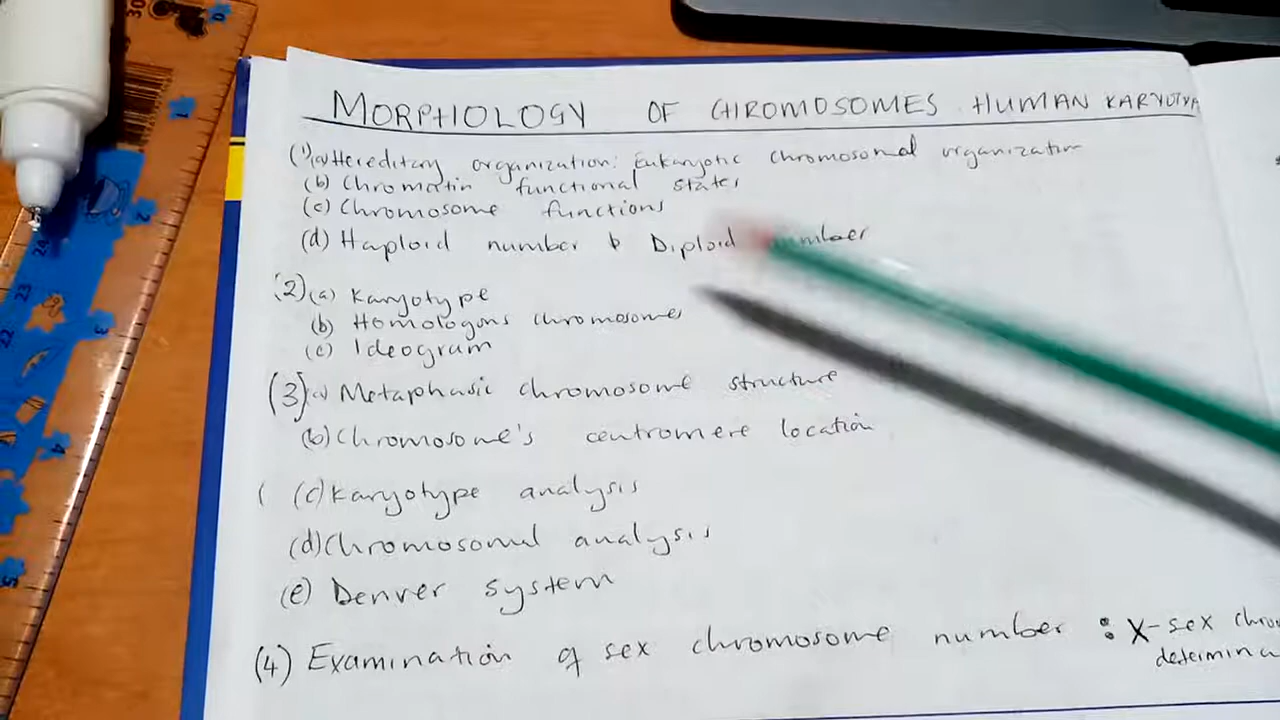 MORPHOLOGY OF CHROMOSOMES HUMAN
(1)(a) Hereditary organization: Eukaryotic chromosomal organization
(b) Chromatin functional states
(c) Chromosome functions
(d) Haploid number & Diploid number
(2)(a) Karyotype
(b) Homologous chromosomes
(c) Ideogram
(3)(a) Metaphasic chromosome structure
(b) Chromosome's centromere location
( (c) Karyotype analysis
(d) Chromosomal analysis
(e) Denver system
(4) Examination of sex chromosome number : X-sex